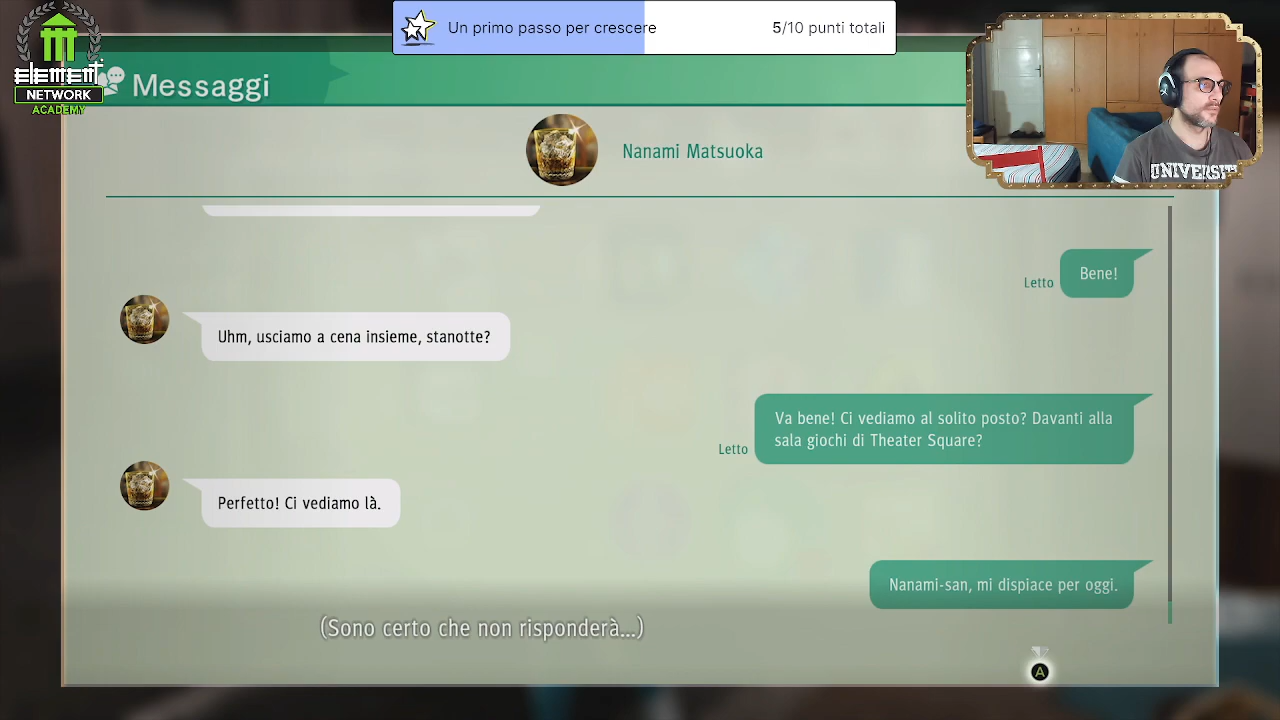 Un primo passo per crescere
5/10 punti totali
ELEMENT
NETWORK
ACADEMY
Messaggi
Nanami Matsuoka
UNIVERSIT
Bene!
Letto
Uhm, usciamo a cena insieme, stanotte?
Va bene! Ci vediamo al solito posto? Davanti alla
sala giochi di Theater Square?
Letto
Perfetto! Ci vediamo là.
Nanami-san, mi dispiace per oggi.
(Sono certo che non risponderà...)
A